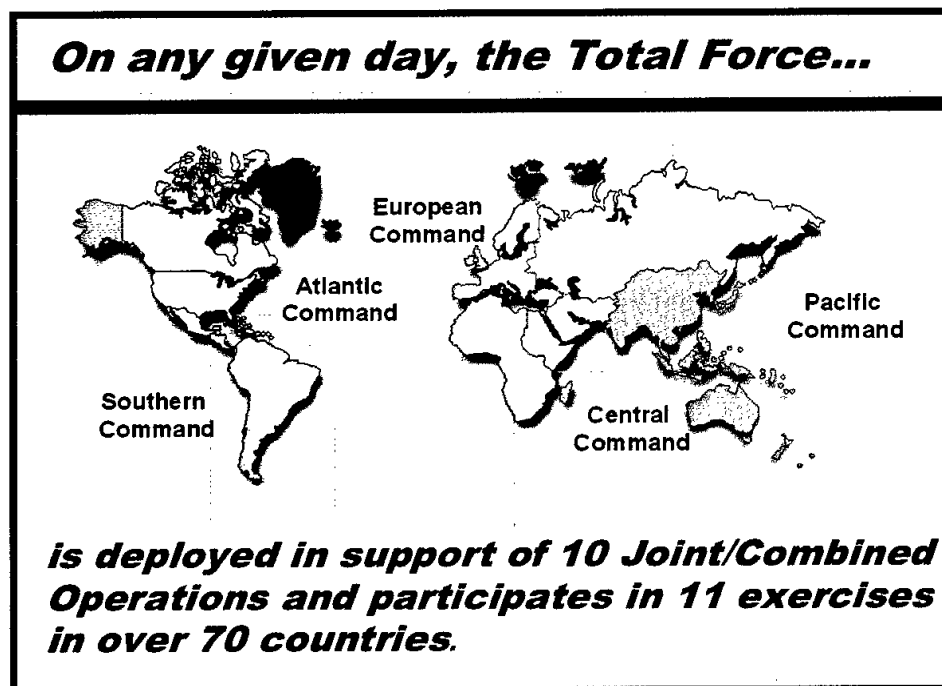 On any given day, the Total Force...
European
Command
Atlantic
Command
Pacific
Command
Southern
Command
Central
Command
is deployed in support of 10 Joint/Combined
Operations and participates in 11 exercises
in over 70 countries.